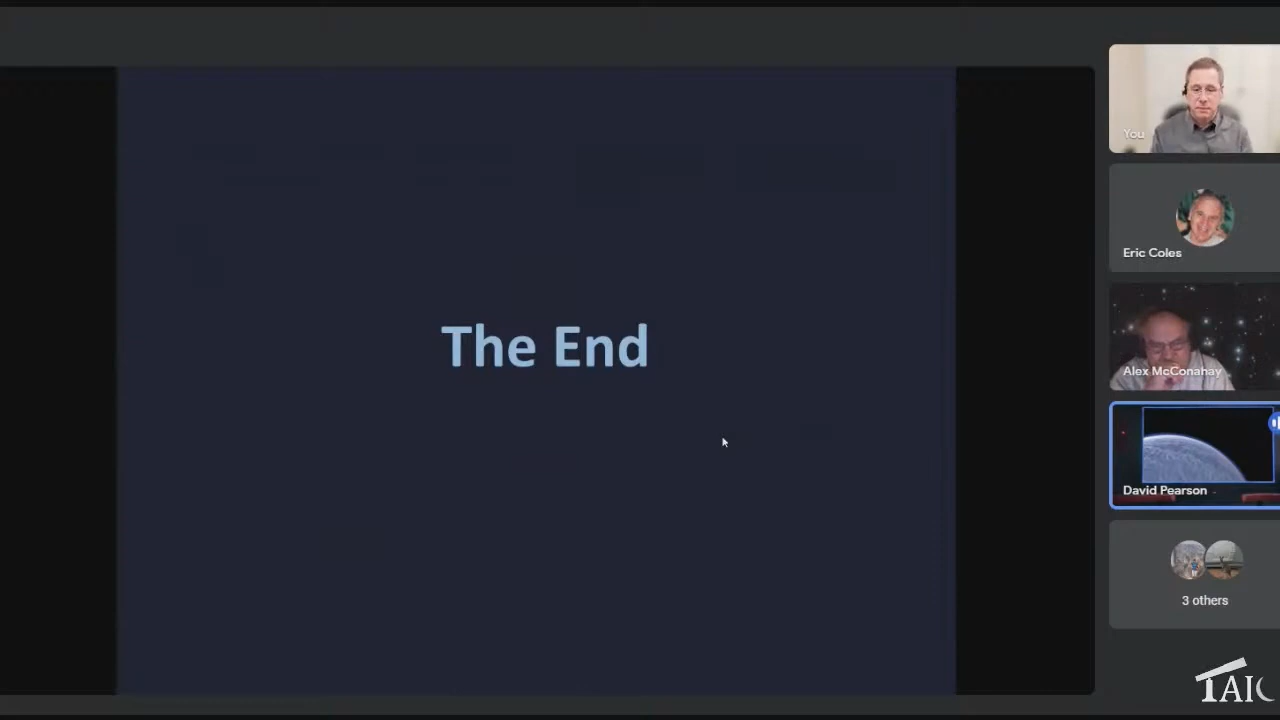 The End
You
Eric Coles
Alex McConahay
David Pearson
3 others
TAIC